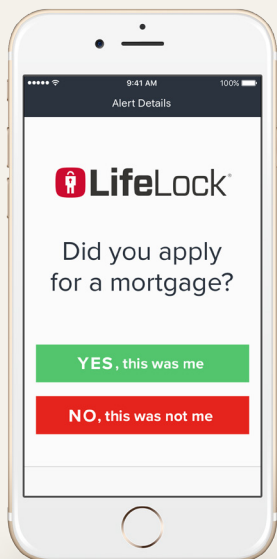 9:41 AM 100%
Alert Details
LifeLock®
Did you apply
for a mortgage?
YES, this was me
NO, this was not me